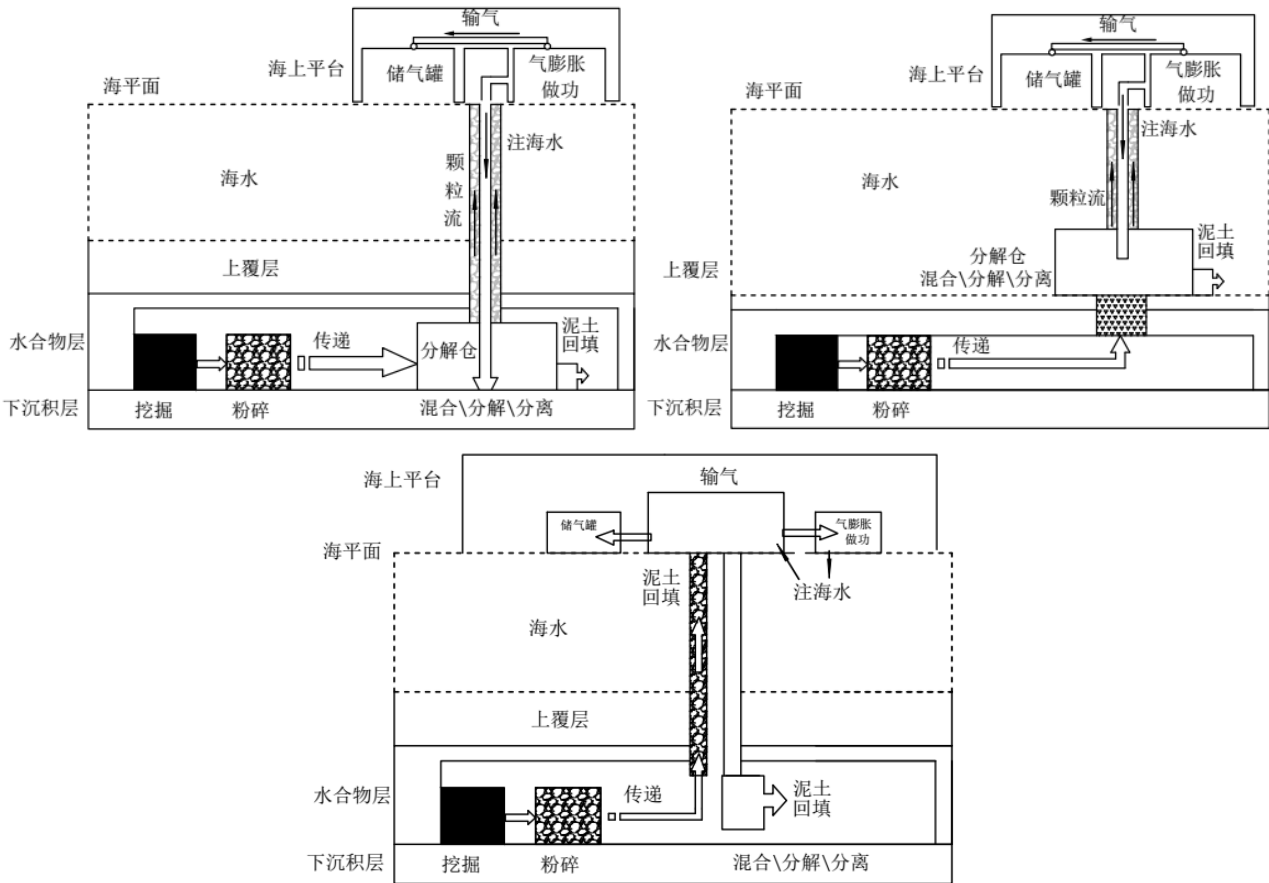 输气
储气罐
气膨胀
做功
海上平台
海平面
注海水
颗
粒
流
海水
上覆层
水合物层
传递
分解仓
泥土
回填
下沉积层
挖掘
粉碎
混合\分解\分离
输气
储气罐
气膨胀
做功
海上平台
海平面
注海水
海水
颗粒流
泥土
回填
上覆层
分解仓
混合\分解\分离
水合物层
传递
下沉积层
挖掘
粉碎
海上平台
输气
储气罐
气膨胀
做功
海平面
泥土
回填
注海水
海水
上覆层
水合物层
传递
泥土
回填
下沉积层
挖掘
粉碎
混合\分解\分离